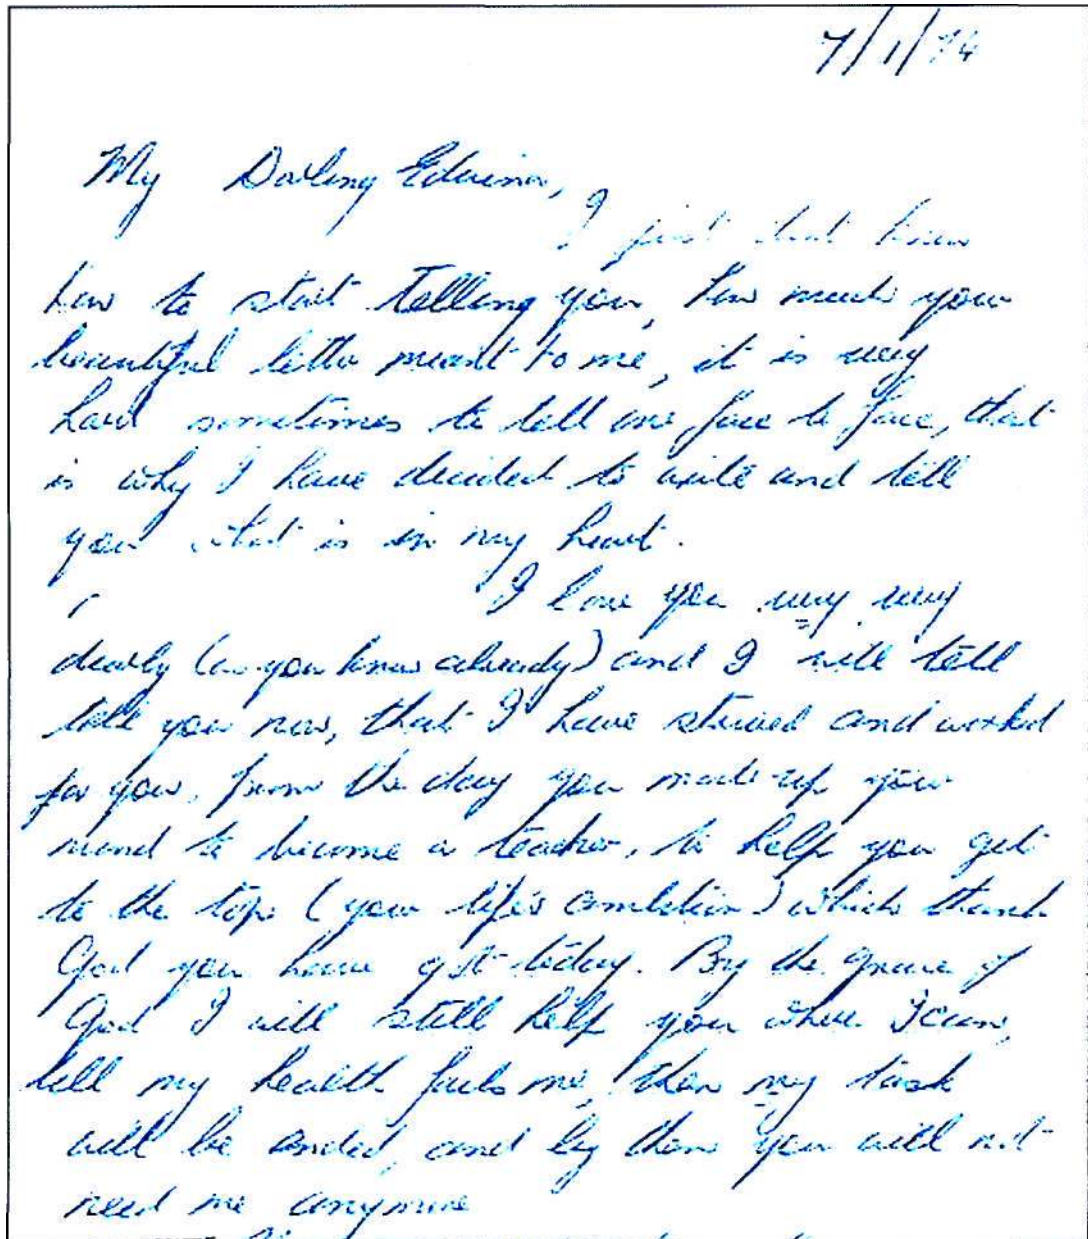 7/1/74
My Darling Edwina,
I just dont know
how to start telling you, how much your
beautiful letter meant to me, it is very
hard sometimes to tell one face to face, that
is why I have decided to write and tell
you what is in my heart.
I love you very very
dearly (as you know already) and I will tell
tell you now, that I have strived and worked
for you, from the day you made up your
mind to become a teacher, to help you get
to the top (your life's ambition) which thank
God you have got today. By the grace of
God I will still help you where I can,
till my health fails me, then my task
will be ended, and by then you will not
need me anymore